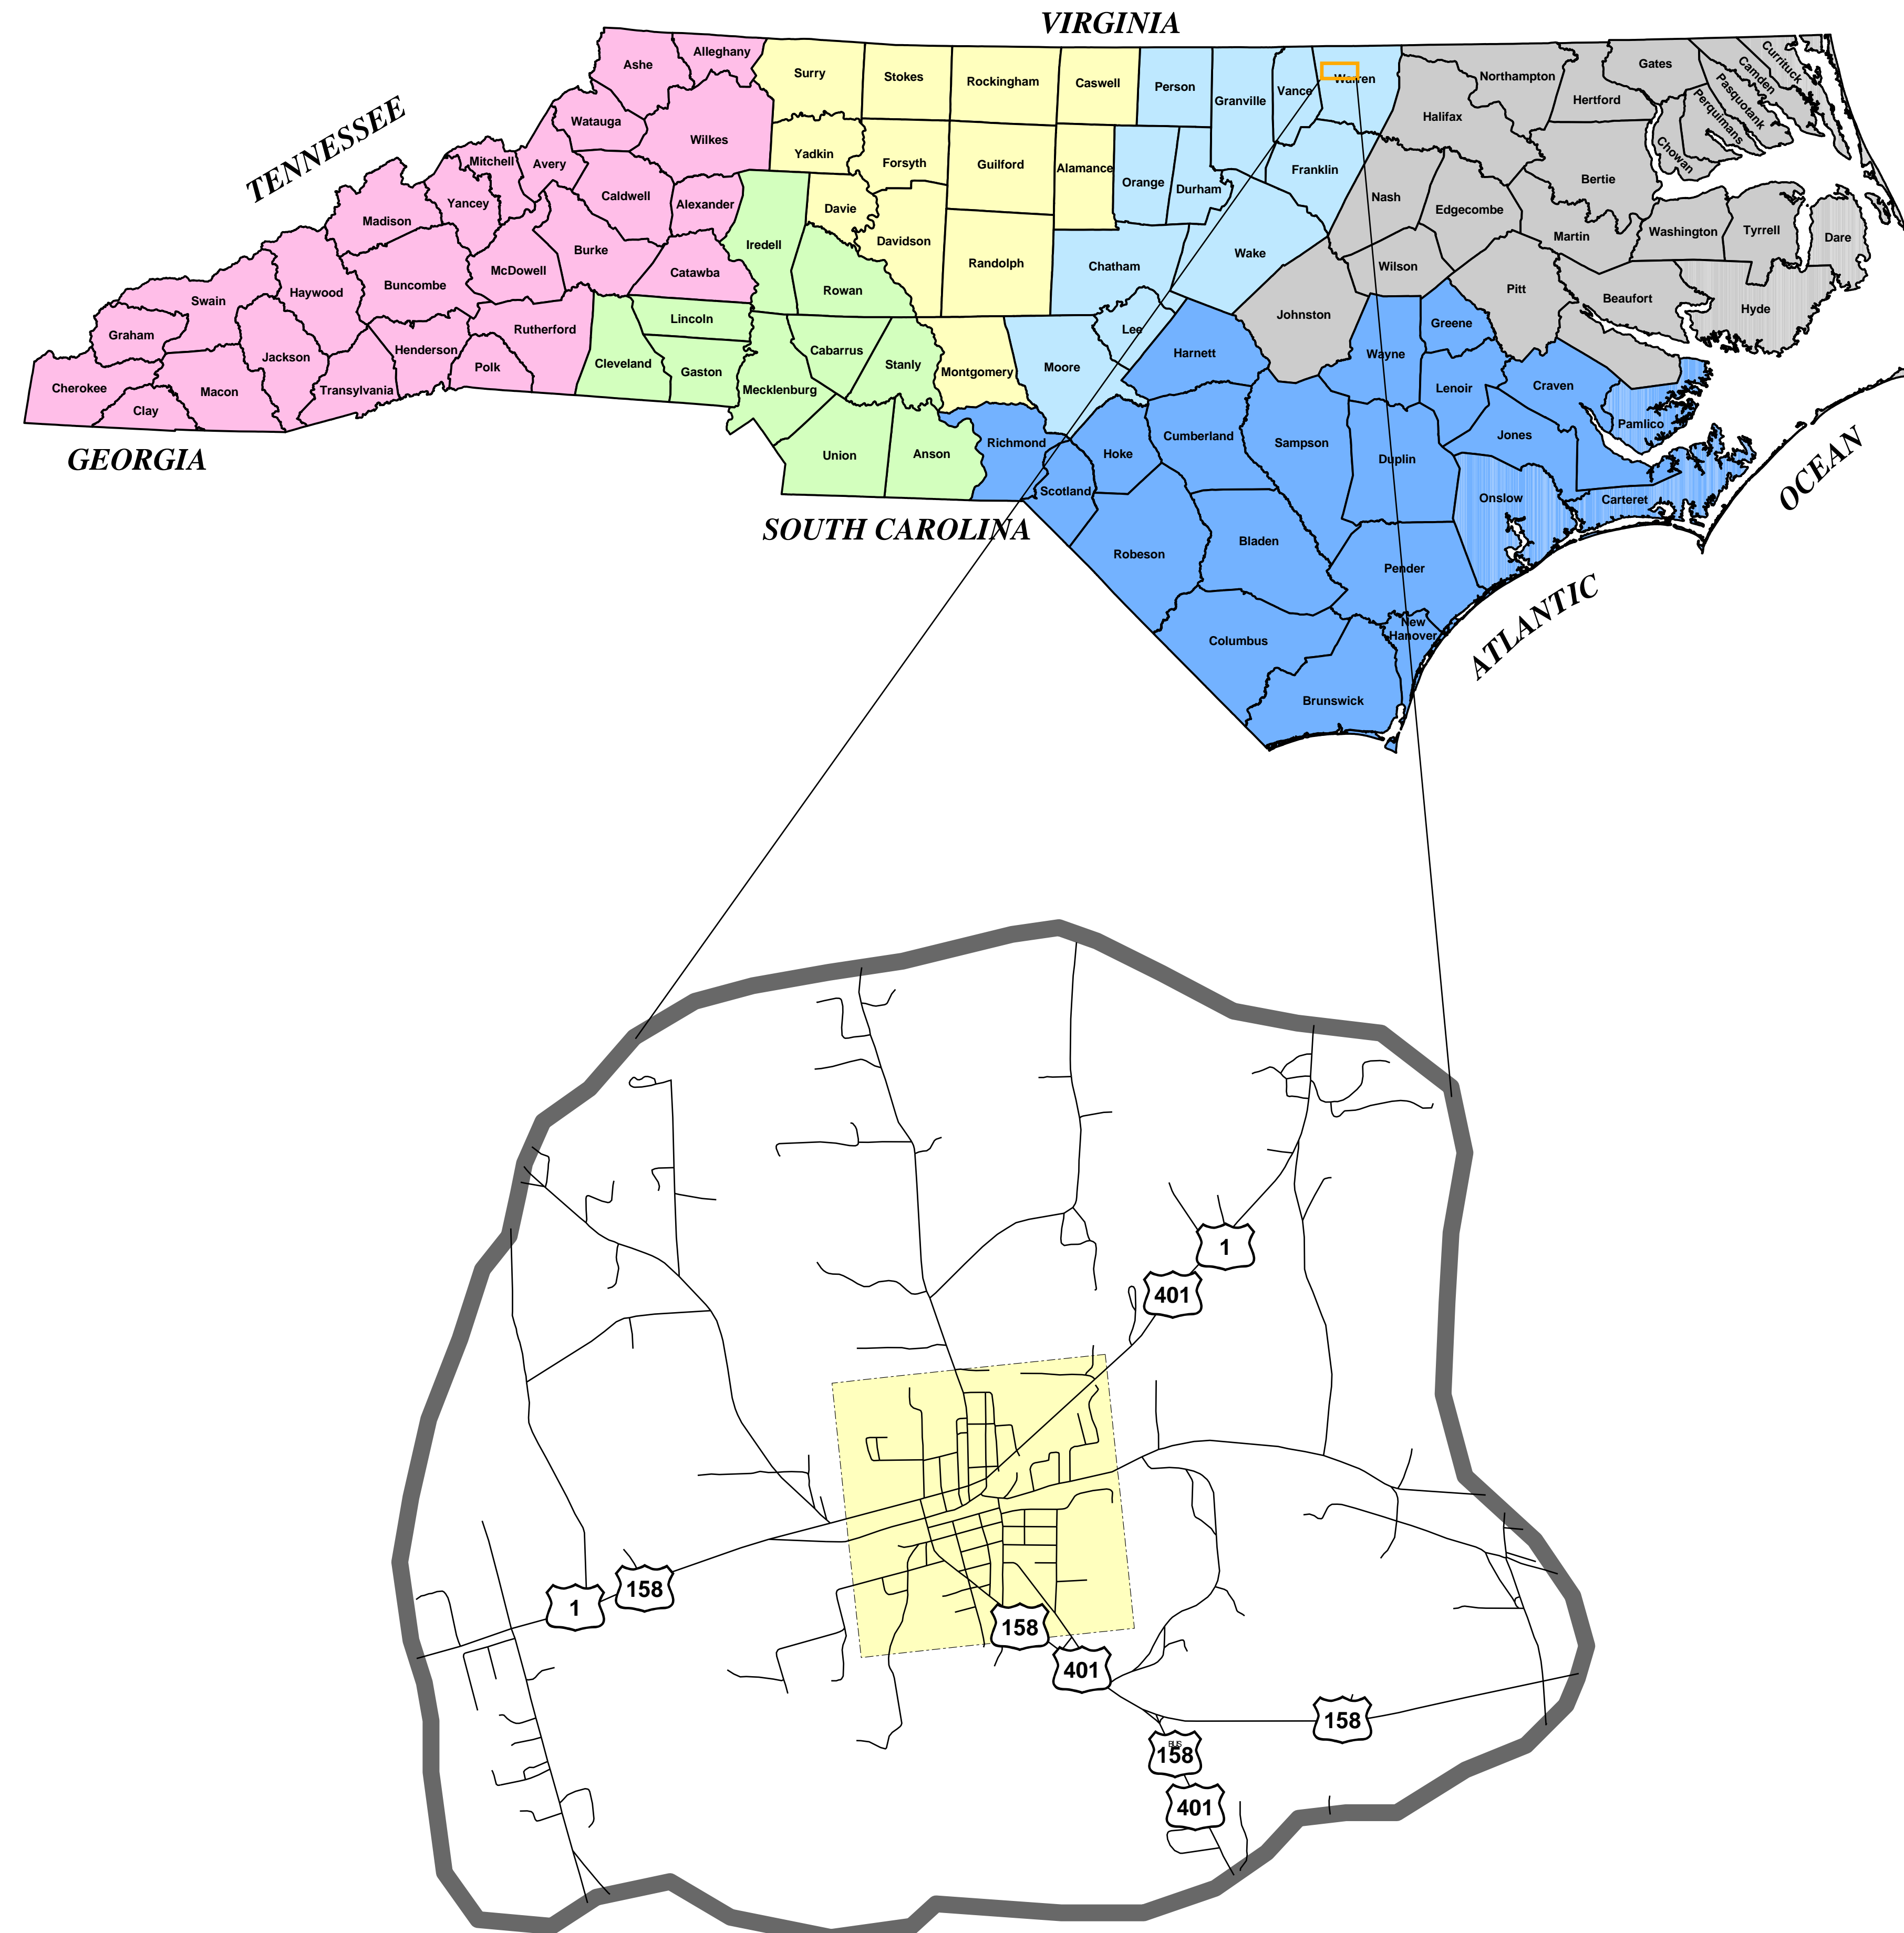 VIRGINIA
TENNESSEE
GEORGIA
SOUTH CAROLINA
ATLANTIC
OCEAN
Ashe
Alleghany
Surry
Stokes
Rockingham
Caswell
Person
Granville
Vance
Warren
Northampton
Gates
Currituck
Camden
Pasquotank
Perquimans
Chowan
Hertford
Halifax
Watauga
Wilkes
Yadkin
Forsyth
Guilford
Alamance
Orange
Durham
Franklin
Nash
Edgecombe
Bertie
Mitchell
Avery
Yancey
Madison
Caldwell
Alexander
Davie
Iredell
Davidson
Randolph
Chatham
Wake
Wilson
Martin
Washington
Tyrrell
Dare
Burke
McDowell
Buncombe
Catawba
Rowan
Haywood
Swain
Graham
Lincoln
Rutherford
Henderson
Polk
Jackson
Transylvania
Cherokee
Macon
Clay
Cleveland
Gaston
Mecklenburg
Cabarrus
Stanly
Montgomery
Moore
Lee
Harnett
Johnston
Pitt
Beaufort
Hyde
Greene
Wayne
Lenoir
Craven
Pamlico
Jones
Union
Anson
Richmond
Hoke
Scotland
Cumberland
Sampson
Duplin
Onslow
Carteret
Robeson
Bladen
Pender
New
Hanover
Columbus
Brunswick
1
401
158
1
158
401
158
BUS
158
401